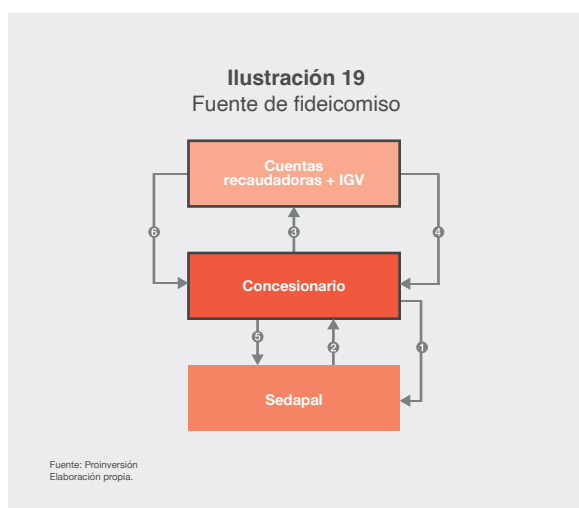 Ilustración 19
Fuente de fideicomiso
Cuentas
recaudadoras + IGV
6
3
4
Concesionario
5
2
1
Sedapal
Fuente: Proinversión
Elaboración propia.